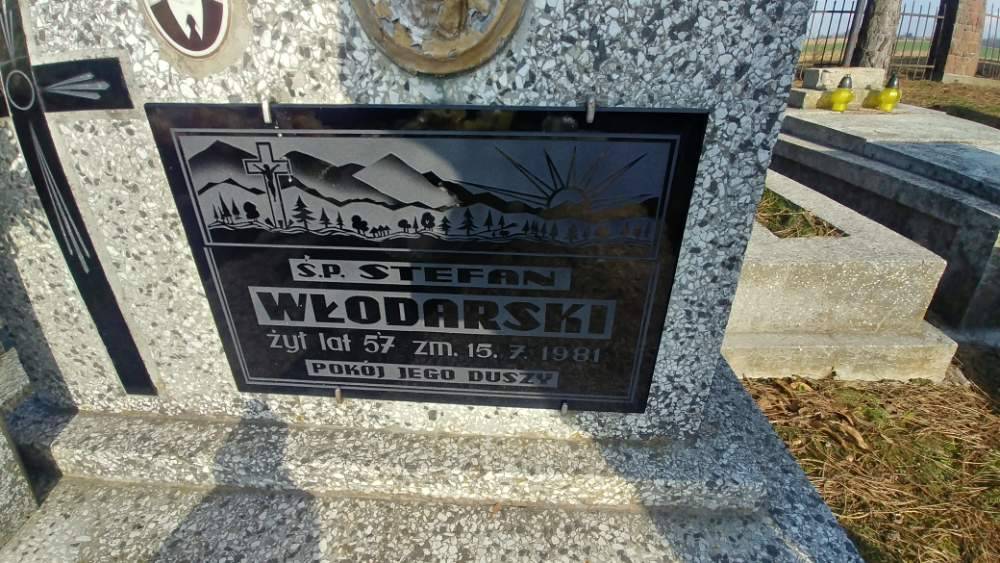 Ś.P. STEFAN
WŁODARSKI
żył lat 57 zm. 15. 7. 1981
POKÓJ JEGO DUSZY